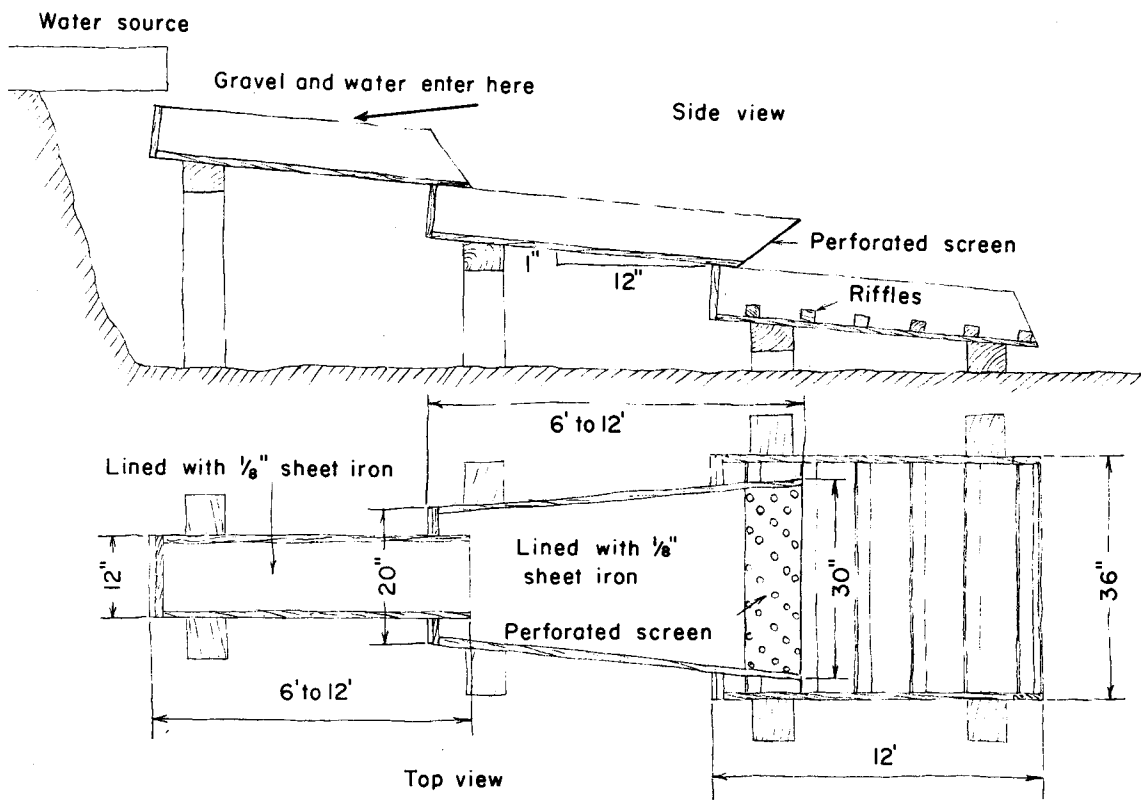 Water source
Gravel and water enter here
Side view
Perforated screen
1"
12"
Riffles
6' to 12'
Lined with ⅛" sheet iron
12"
20"
Lined with ⅛"
sheet iron
30"
36"
Perforated screen
6' to 12'
12'
Top view